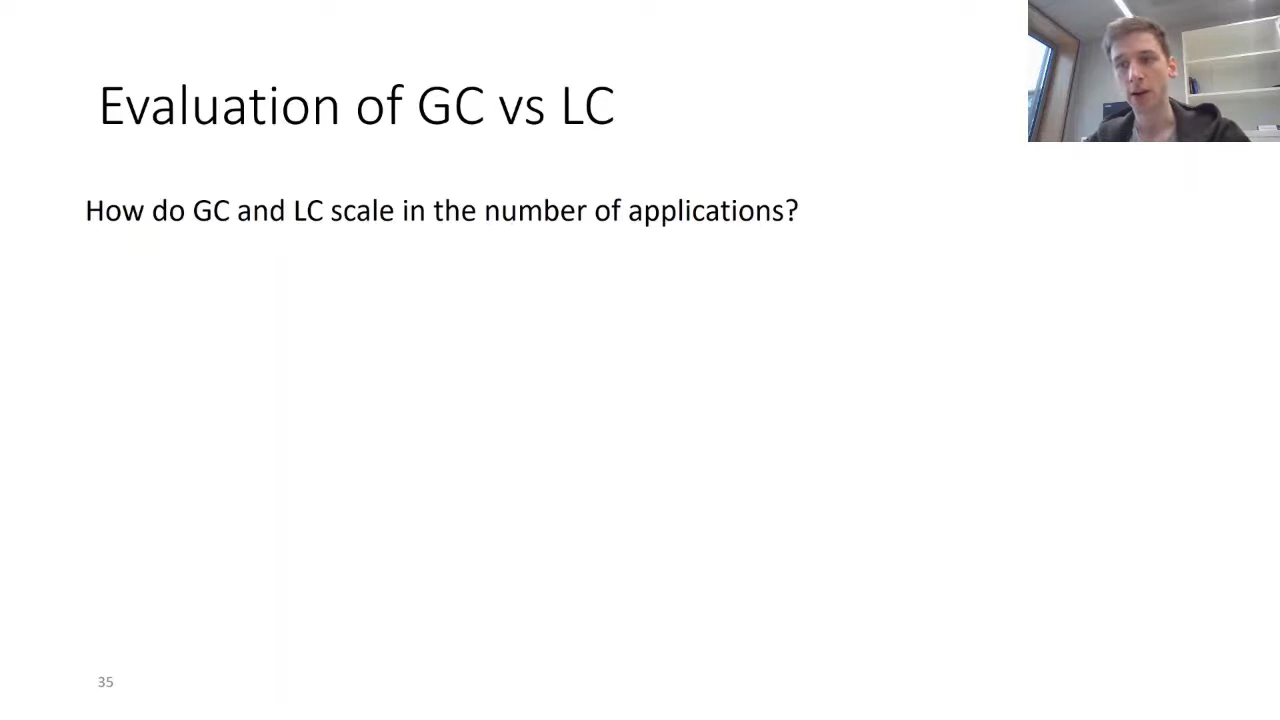 Evaluation of GC vs LC
How do GC and LC scale in the number of applications?
35